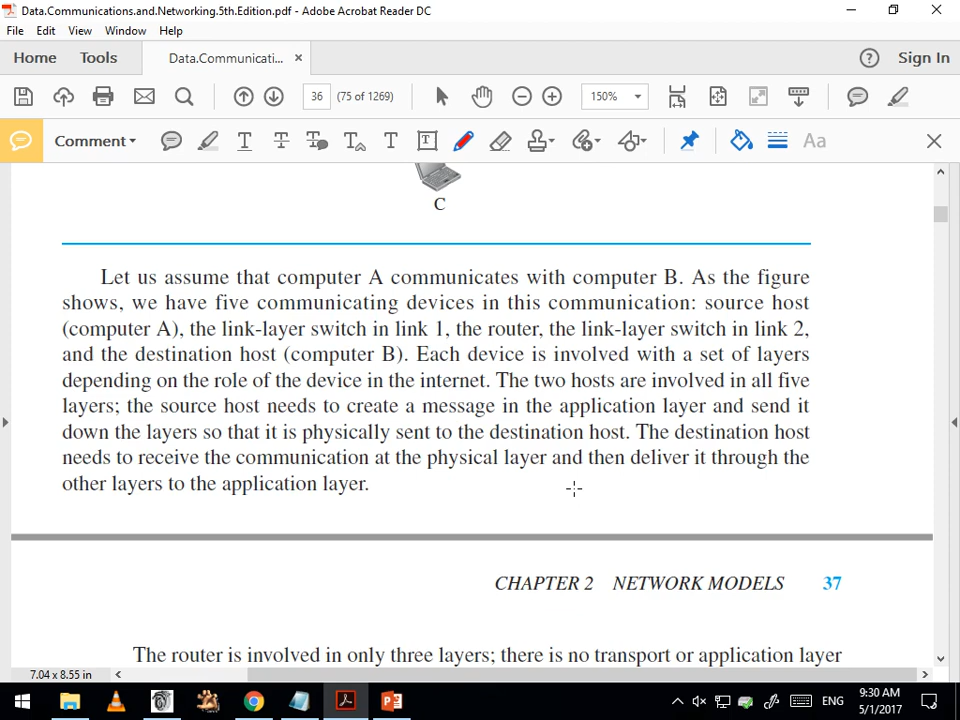 Data.Communications.and.Networking.5th.Edition.pdf - Adobe Acrobat Reader DC
File Edit View Window Help
Home Tools Data.Communicati... × Sign In
36 (75 of 1269) 150%
Comment Aa
C
Let us assume that computer A communicates with computer B. As the figure
shows, we have five communicating devices in this communication: source host
(computer A), the link-layer switch in link 1, the router, the link-layer switch in link 2,
and the destination host (computer B). Each device is involved with a set of layers
depending on the role of the device in the internet. The two hosts are involved in all five
layers; the source host needs to create a message in the application layer and send it
down the layers so that it is physically sent to the destination host. The destination host
needs to receive the communication at the physical layer and then deliver it through the
other layers to the application layer.
CHAPTER 2 NETWORK MODELS 37
The router is involved in only three layers; there is no transport or application layer
7.04 x 8.55 in
ENG 9:30 AM
5/1/2017